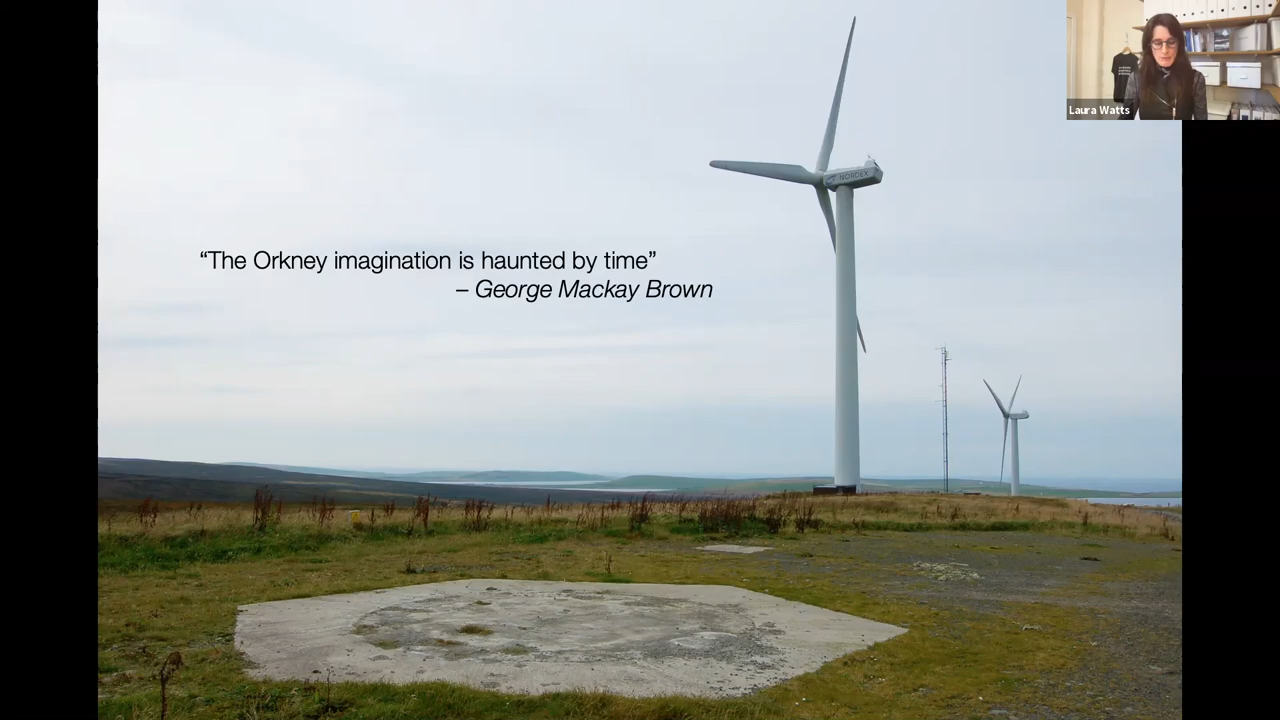 Laura Watts
NORDEX
“The Orkney imagination is haunted by time”
– George Mackay Brown